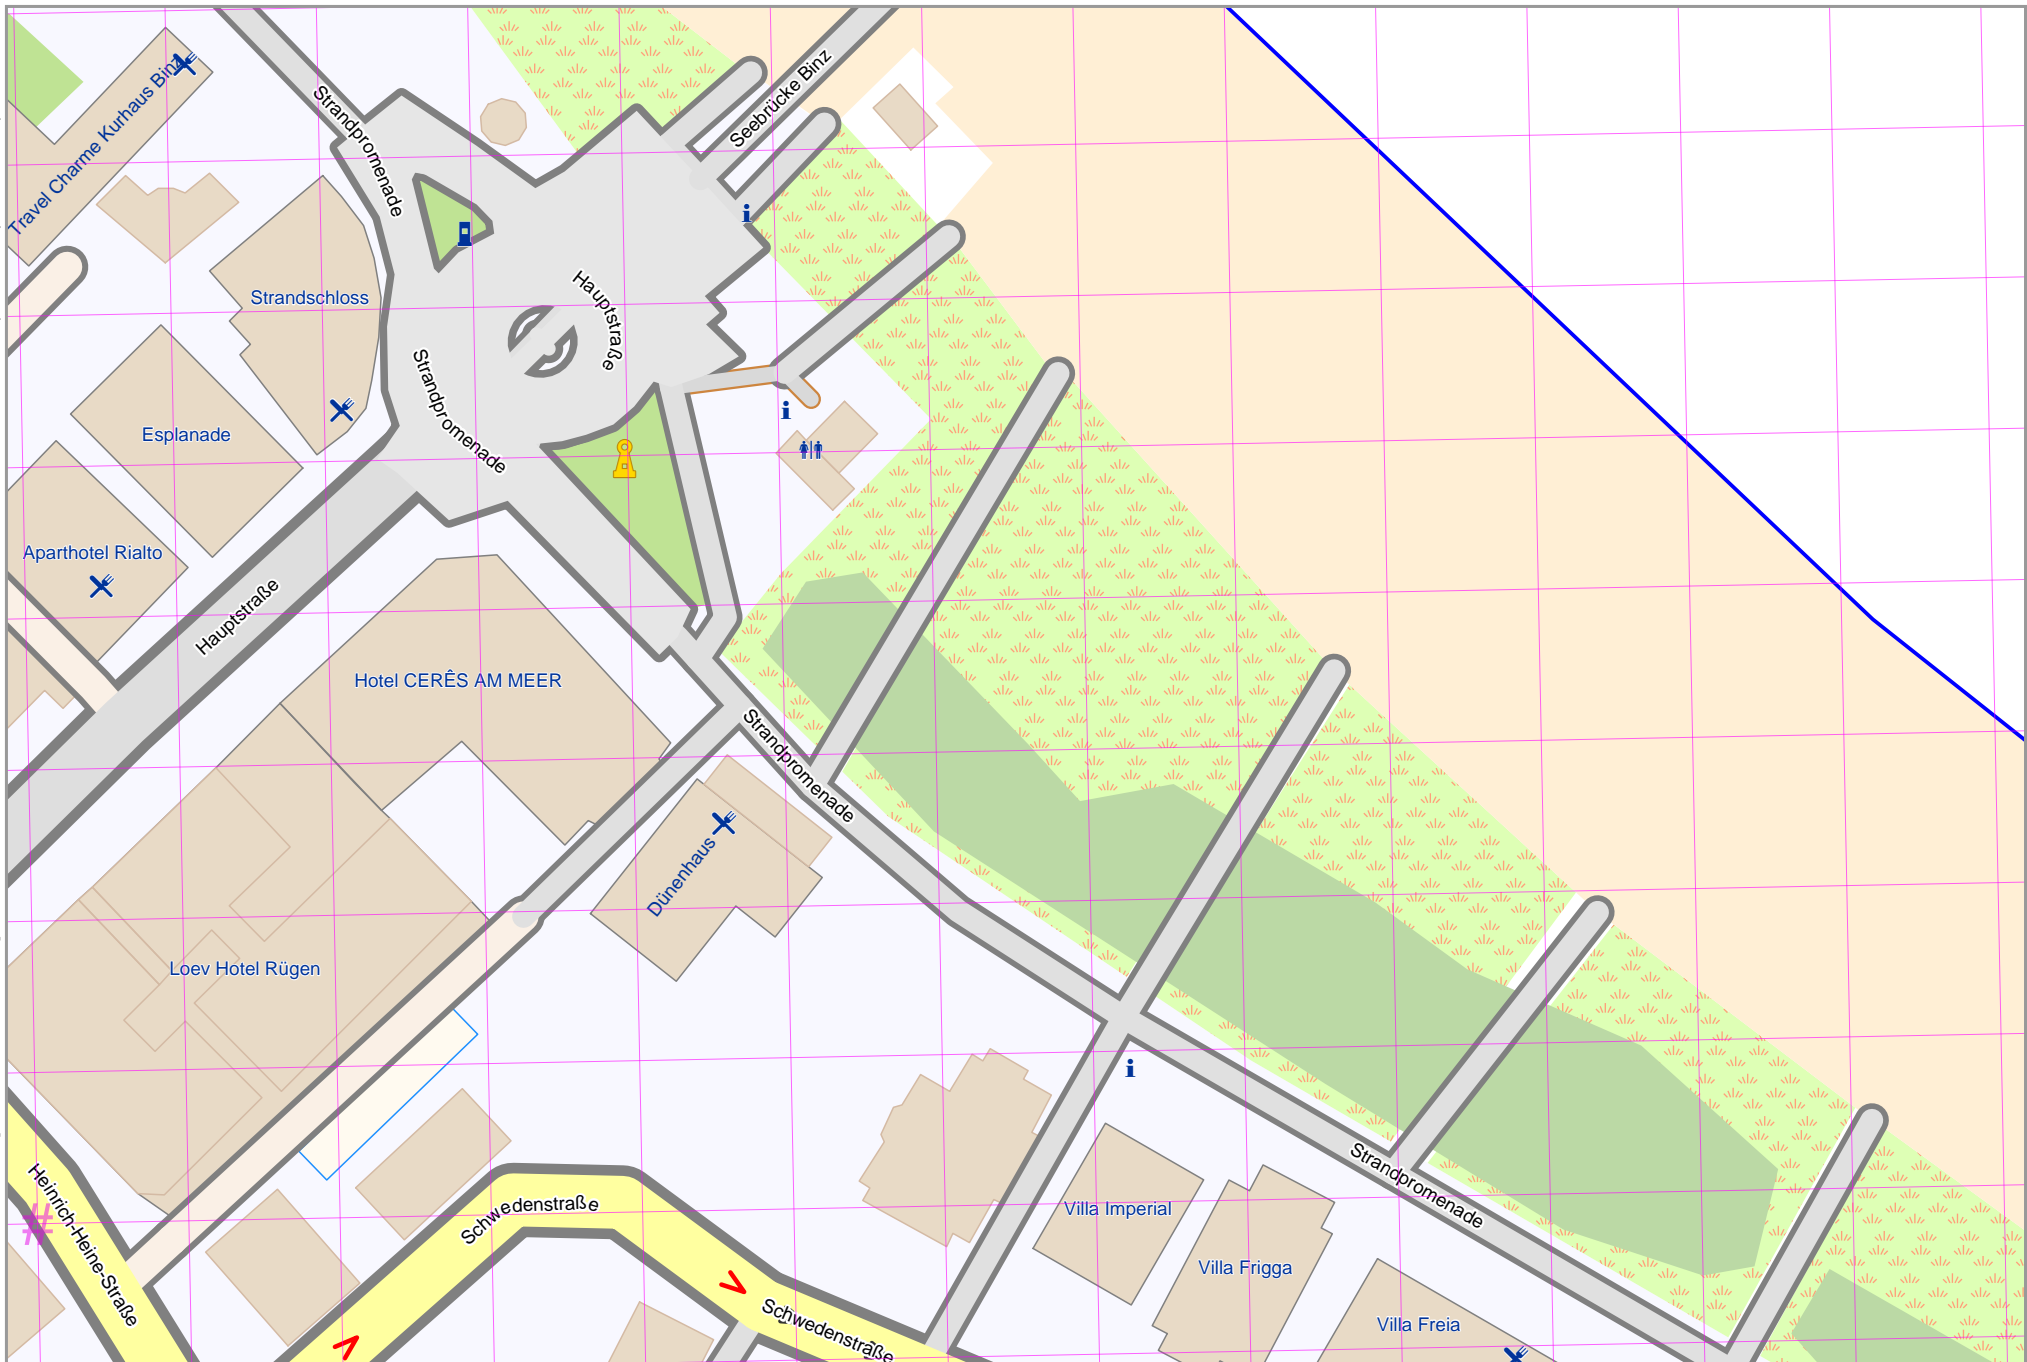 Travel Charme Kurhaus Binz
Strandpromenade
Seebrücke Binz
i
Strandschloss
Hauptstraße
Strandpromenade
i
Esplanade
Aparthotel Rialto
Hauptstraße
Hotel CERÊS AM MEER
Strandpromenade
Dünenhaus
Loev Hotel Rügen
i
Heinrich-Heine-Straße
#
Schwedenstraße
Villa Imperial
Strandpromenade
Villa Frigga
Schwedenstraße
Villa Freia